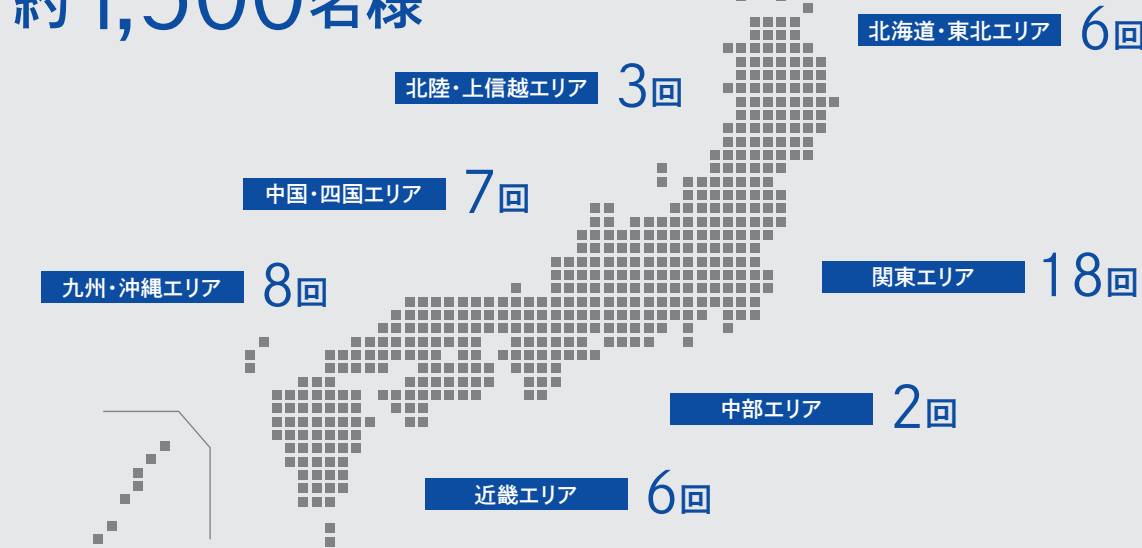 約1,500名様
北海道・東北エリア 6回
北陸・上信越エリア 3回
中国・四国エリア 7回
九州・沖縄エリア 8回
関東エリア 18回
中部エリア 2回
近畿エリア 6回